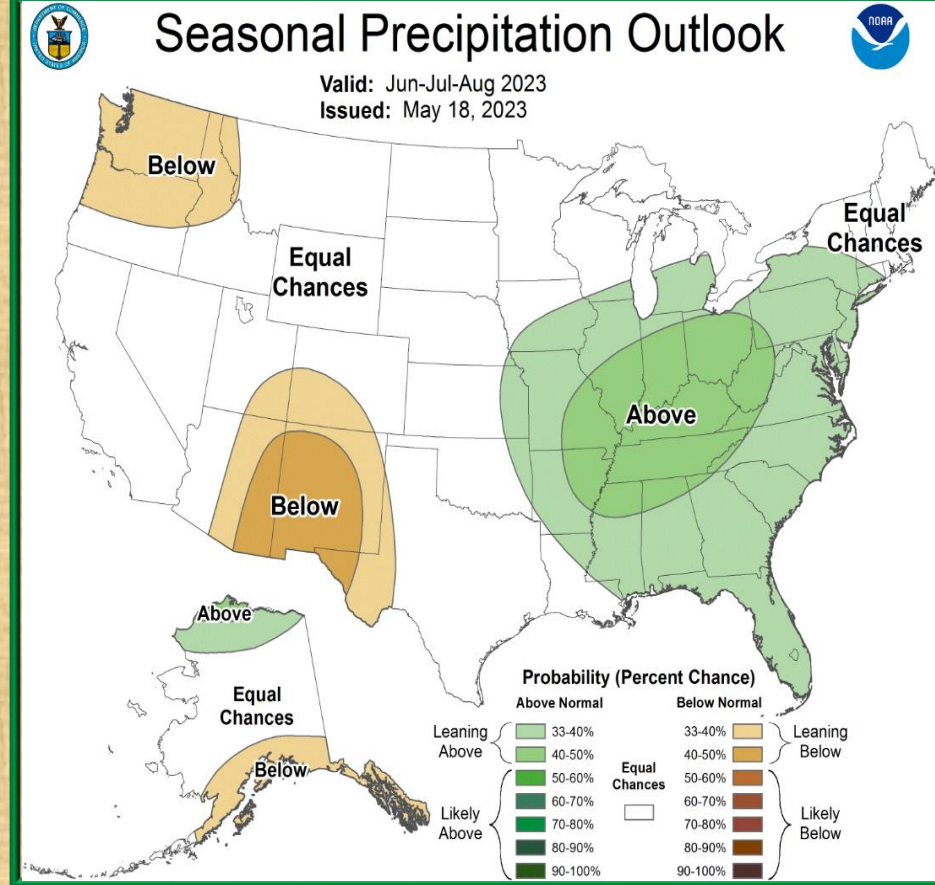 Seasonal Precipitation Outlook
NOAA
Valid: Jun-Jul-Aug 2023
Issued: May 18, 2023
Below
Equal
Chances
Equal
Chances
Above
Below
Above
Equal
Chances
Below
Probability (Percent Chance)
Above Normal
Below Normal
Leaning
Above
33-40%
40-50%
Likely
Above
50-60%
60-70%
70-80%
80-90%
90-100%
Equal
Chances
33-40%
40-50%
Leaning
Below
50-60%
60-70%
70-80%
80-90%
90-100%
Likely
Below